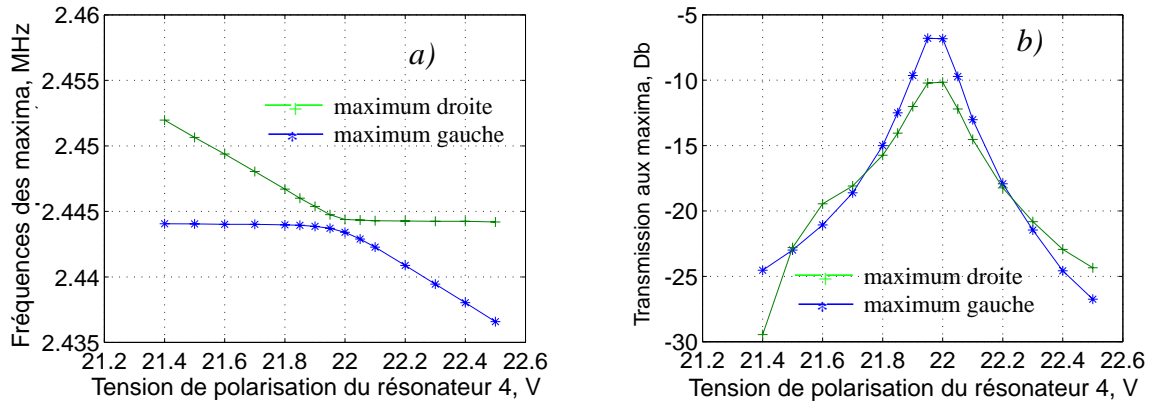 Fréquences des maxima, MHz
2.46
2.455
2.45
2.445
2.44
2.435
a)
maximum droite
maximum gauche
21.2 21.4 21.6 21.8 22 22.2 22.4 22.6
Tension de polarisation du résonateur 4, V
Transmission aux maxima, Db
-5
-10
-15
-20
-25
-30
b)
maximum droite
maximum gauche
21.2 21.4 21.6 21.8 22 22.2 22.4 22.6
Tension de polarisation du résonateur 4, V